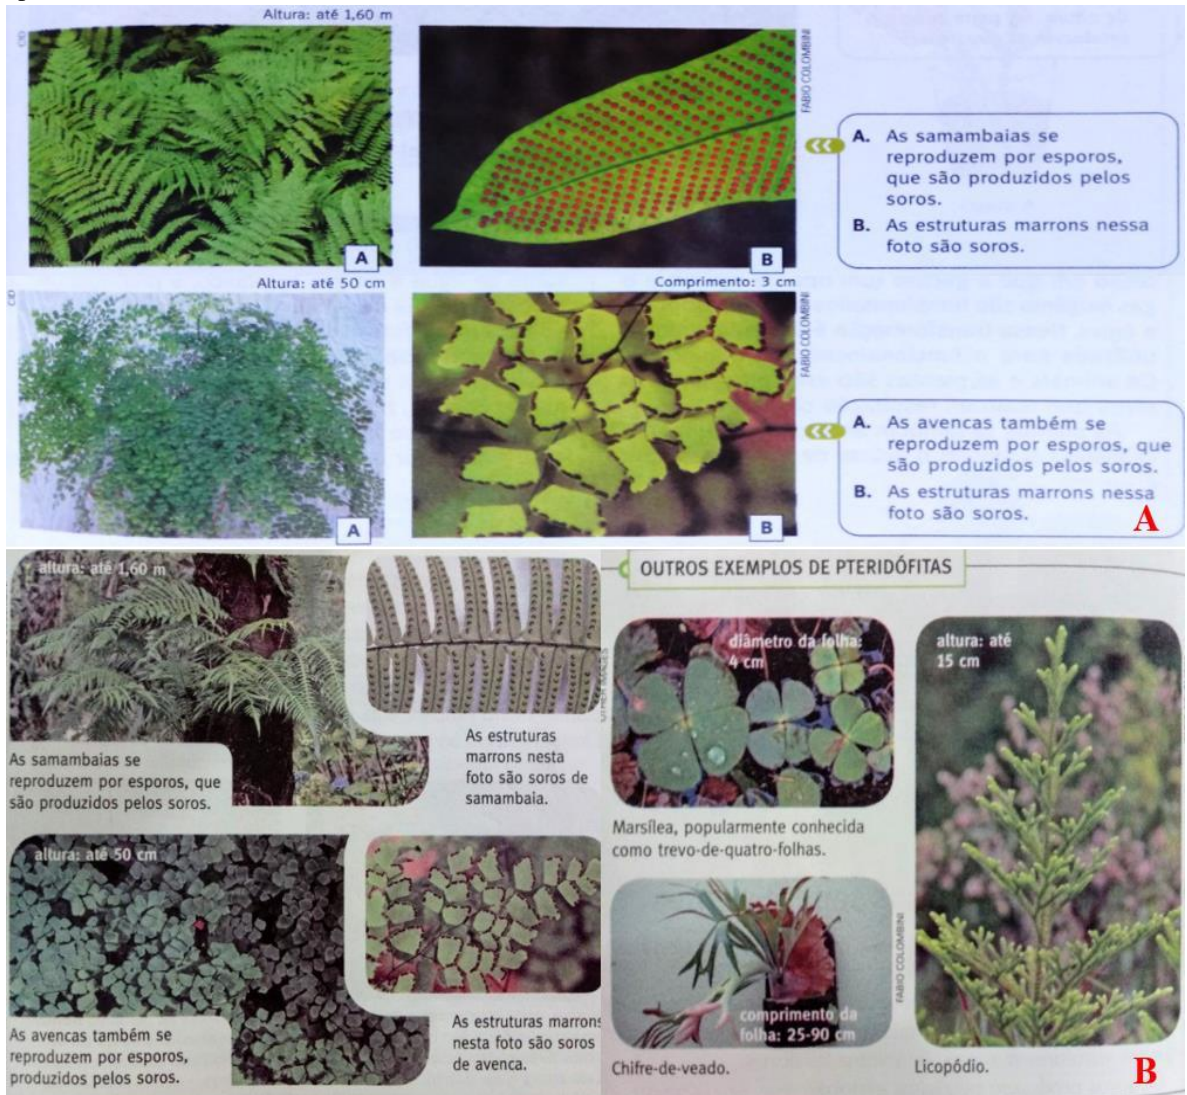 Altura: até 1,60 m
CID
FABIO COLOMBINI
A
B
A. As samambaias se
reproduzem por esporos,
que são produzidos pelos
soros.
B. As estruturas marrons nessa
foto são soros.
Altura: até 50 cm
Comprimento: 3 cm
CID
FABIO COLOMBINI
A
B
A. As avencas também se
reproduzem por esporos, que
são produzidos pelos soros.
B. As estruturas marrons nessa
foto são soros.
A
altura: até 1,60 m
As samambaias se
reproduzem por esporos, que
são produzidos pelos soros.
OTHER IMAGES
As estruturas
marrons nesta
foto são soros de
samambaia.
altura: até 50 cm
As avencas também se
reproduzem por esporos,
produzidos pelos soros.
As estruturas marrons
nesta foto são soros
de avenca.
OUTROS EXEMPLOS DE PTERIDÓFITAS
diâmetro da folha:
4 cm
Marsílea, popularmente conhecida
como trevo-de-quatro-folhas.
comprimento da
folha: 25-90 cm
Chifre-de-veado.
FABIO COLOMBINI
altura: até
15 cm
Licopódio.
B